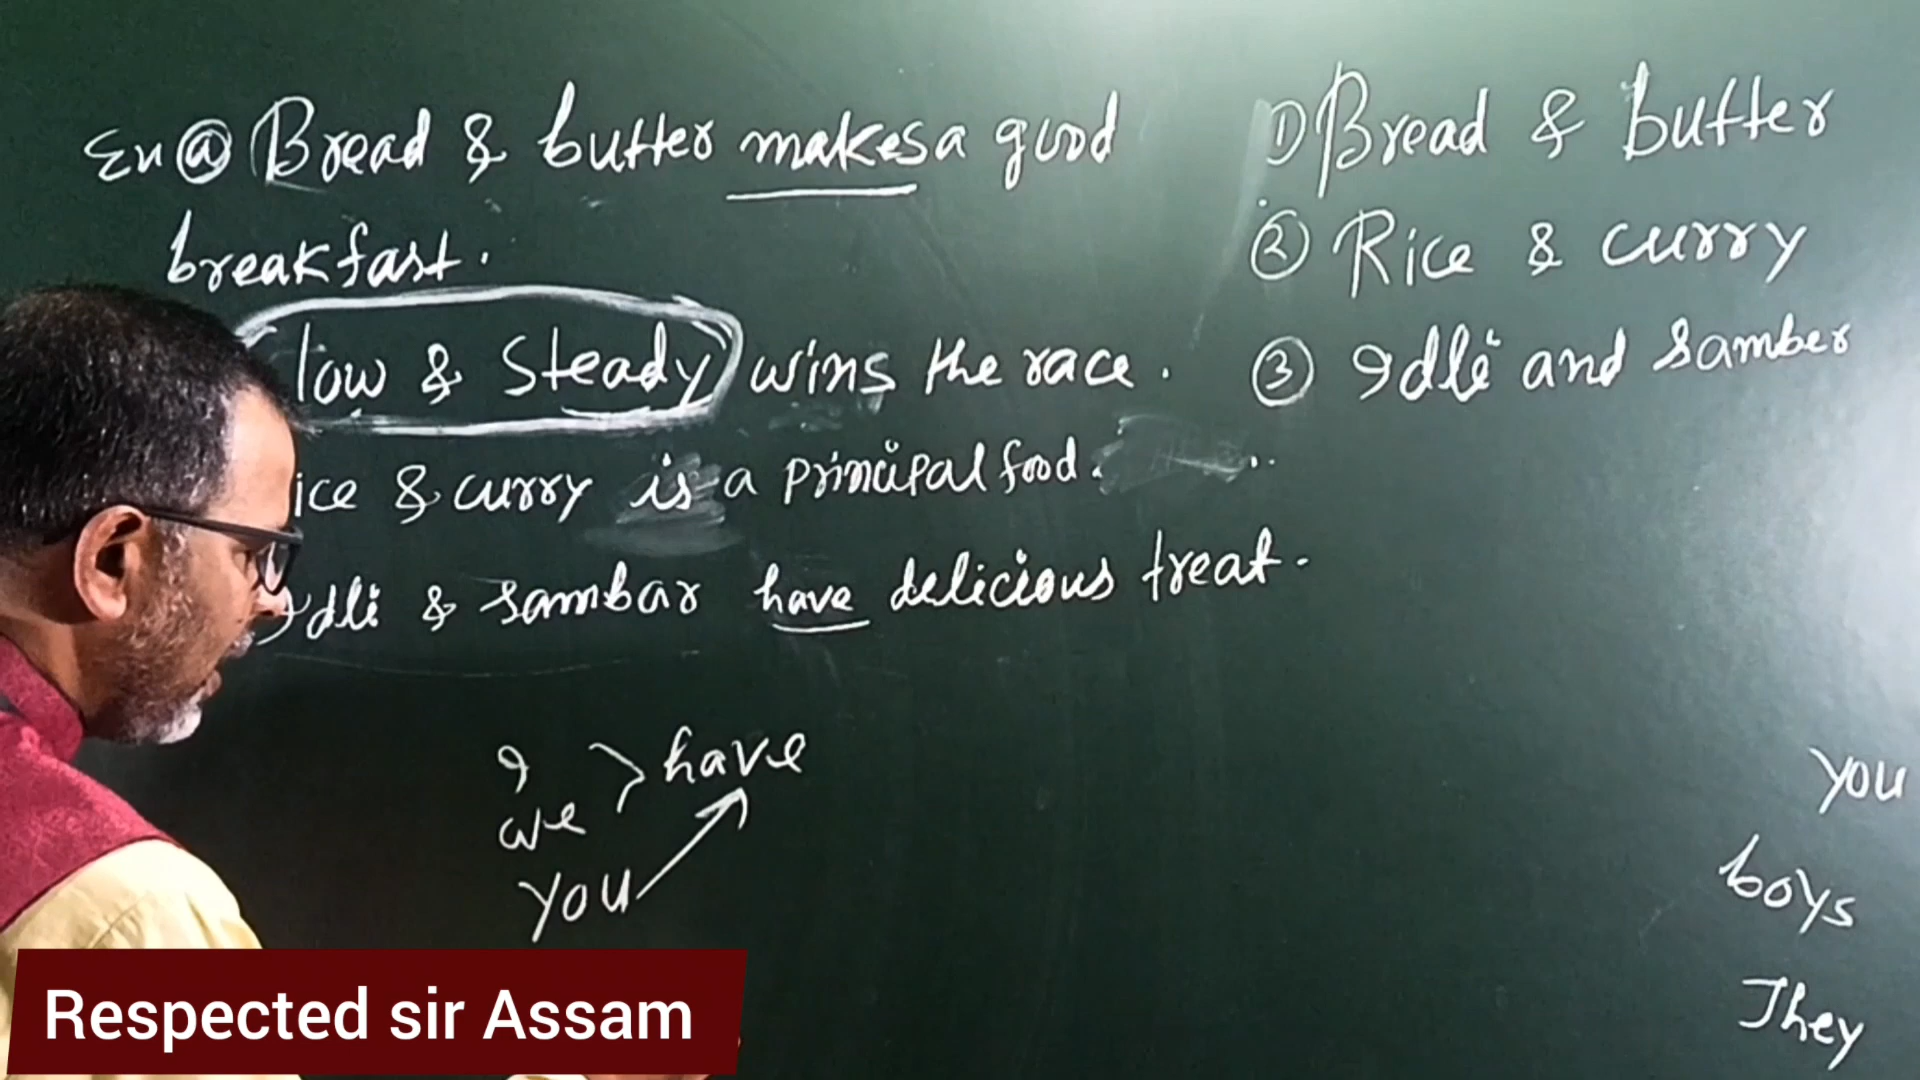 Ex @ Bread & butter makes a good
breakfast.
low & Steady wins the race.
ice & curry is a principal food.
Idli & sambar have delicious treat.
1) Bread & butter
2 Rice & curry
3 Idli and samber
I
we > have
you
you
boys
They
Respected sir Assam